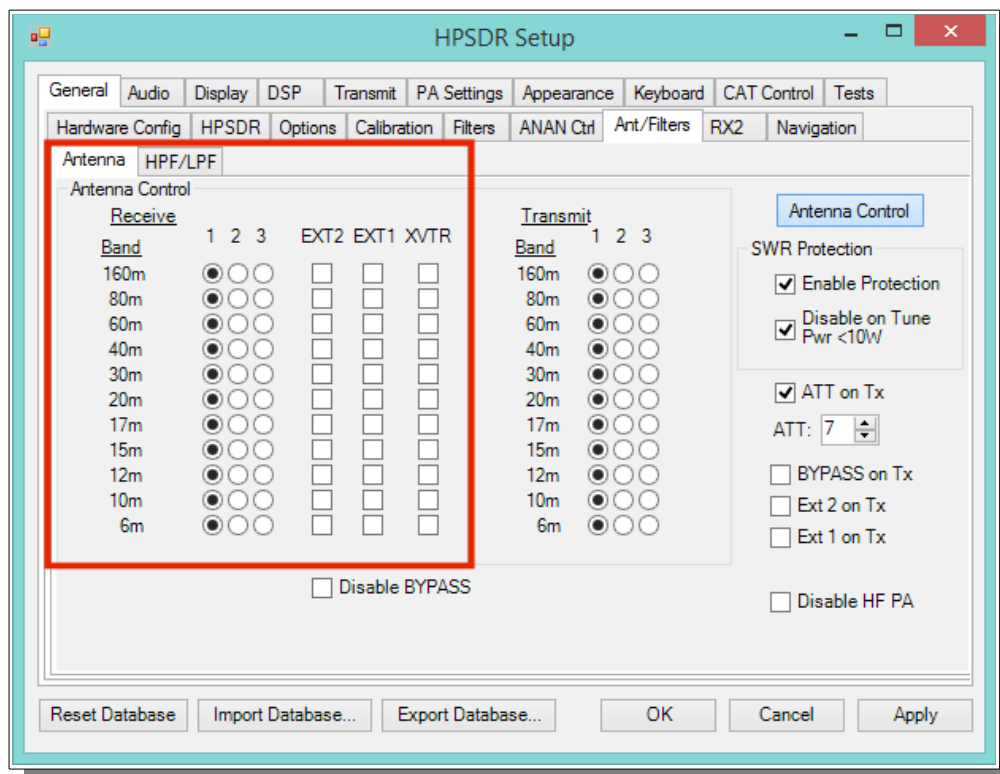 HPSDR Setup
General Audio Display DSP Transmit PA Settings Appearance Keyboard CAT Control Tests
Hardware Config HPSDR Options Calibration Filters ANAN Ctrl Ant/Filters RX2 Navigation
Antenna HPF/LPF
Antenna Control
Receive
Band 1 2 3 EXT2 EXT1 XVTR
160m
80m
60m
40m
30m
20m
17m
15m
12m
10m
6m
Transmit
Band 1 2 3
160m
80m
60m
40m
30m
20m
17m
15m
12m
10m
6m
Disable BYPASS
Antenna Control
SWR Protection
Enable Protection
Disable on Tune
Pwr <10W
ATT on Tx
ATT: 7
BYPASS on Tx
Ext 2 on Tx
Ext 1 on Tx
Disable HF PA
Reset Database Import Database... Export Database... OK Cancel Apply